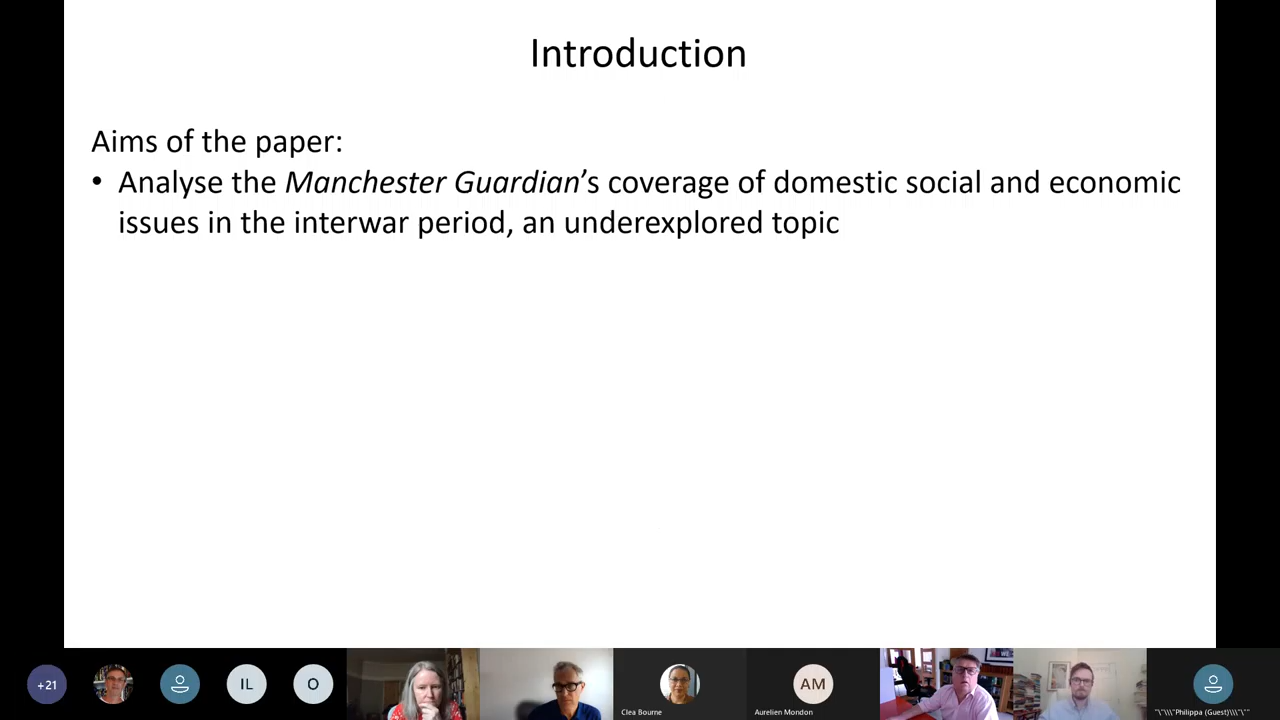 Introduction
Aims of the paper:
• Analyse the Manchester Guardian's coverage of domestic social and economic
issues in the interwar period, an underexplored topic
+21
IL
O
Clea Bourne
AM
Aurelien Mondon
"\"\\\"Philippa (Guest)\\\"\""